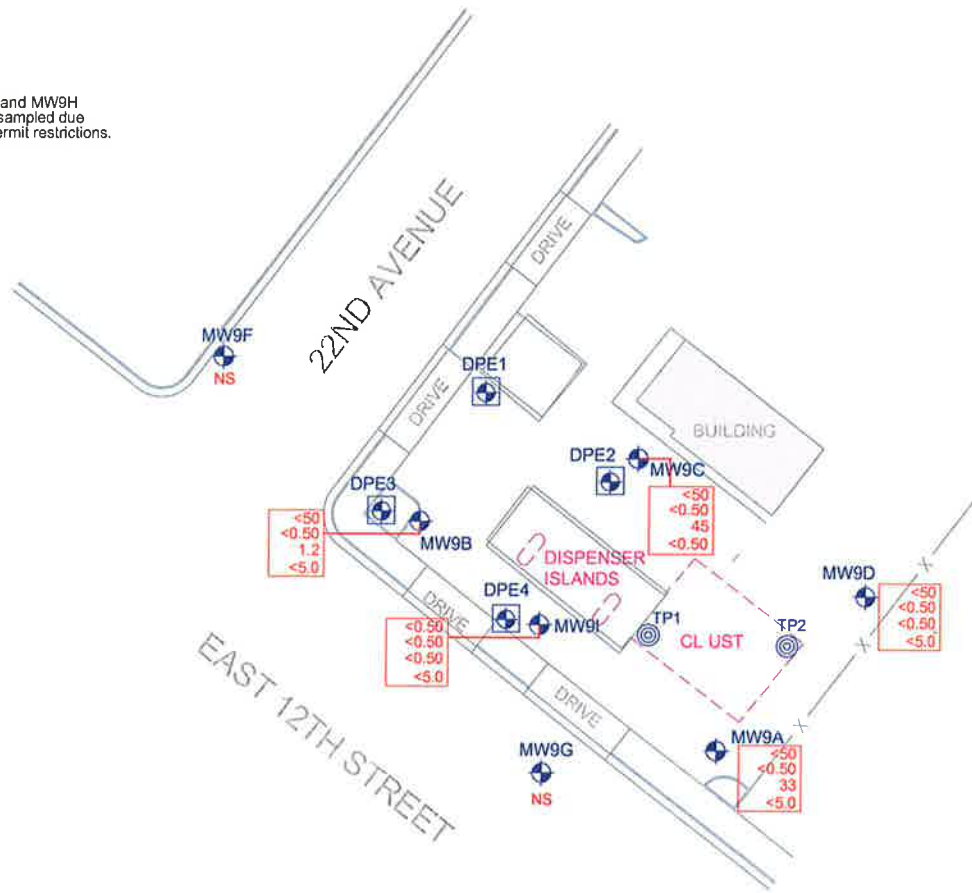 and MW9H
sampled due
ermit restrictions.
22ND AVENUE
DRIVE
MW9F
NS
DPE1
DRIVE
BUILDING
DPE2
MW9C
<50
<0.50
45
<0.50
DPE3
<50
<0.50
1.2
<5.0
MW9B
DISPENSER
ISLANDS
MW9D
<50
<0.50
<0.50
<5.0
DPE4
DRIVE
MW9I
<0.50
<0.50
<0.50
<5.0
TP1
CL UST
TP2
X
X
X
EAST 12TH STREET
DRIVE
MW9G
NS
MW9A
<50
<0.50
33
<5.0